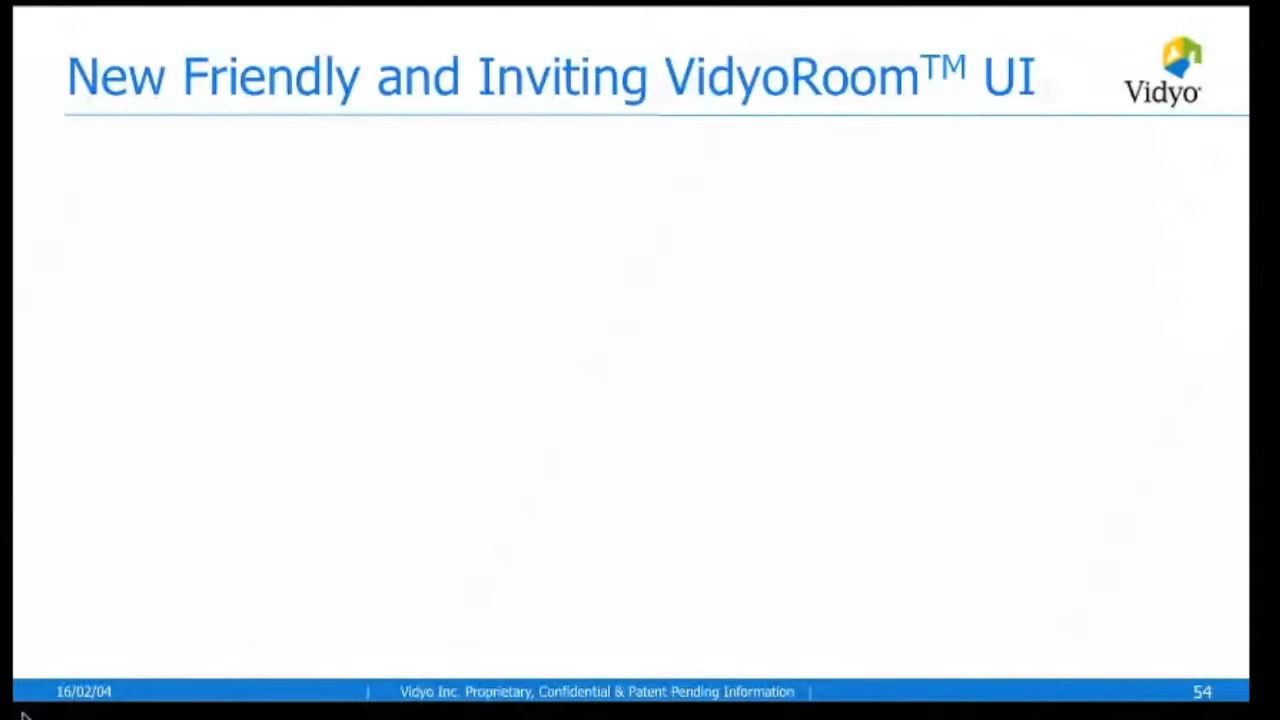 New Friendly and Inviting VidyoRoom™ UI
Vidyo
16/02/04 | Vidyo Inc. Proprietary, Confidential & Patent Pending Information | 54